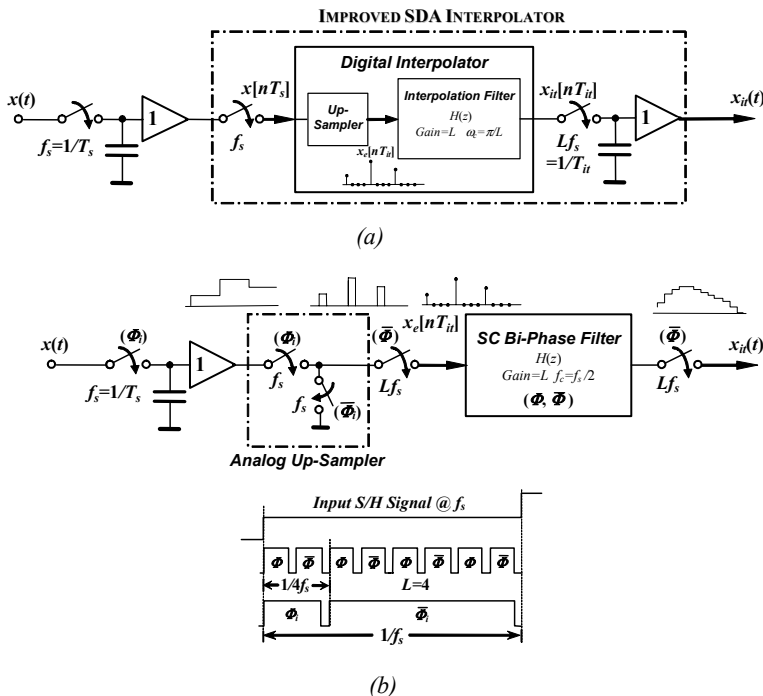 IMPROVED SDA INTERPOLATOR
Digital Interpolator
x(t)
1
f_s=1/T_s
x[nT_s]
f_s
Up-Sampler
x_e[nT_it]
Interpolation Filter
H(z)
Gain=L ω_c=π/L
x_it[nT_it]
Lf_s
=1/T_it
1
x_it(t)
(a)
x(t)
(Φ_i)
f_s=1/T_s
1
(Φ_i)
f_s
f_s
(Φ̅_i)
Analog Up-Sampler
(Φ̅)
Lf_s
x_e[nT_it]
SC Bi-Phase Filter
H(z)
Gain=L f_c=f_s/2
(Φ, Φ̅)
(Φ̅)
Lf_s
x_it(t)
Input S/H Signal @ f_s
Φ Φ̅ Φ Φ̅ Φ Φ̅ Φ Φ̅
1/4f_s L=4
Φ_i Φ̅_i
1/f_s
(b)